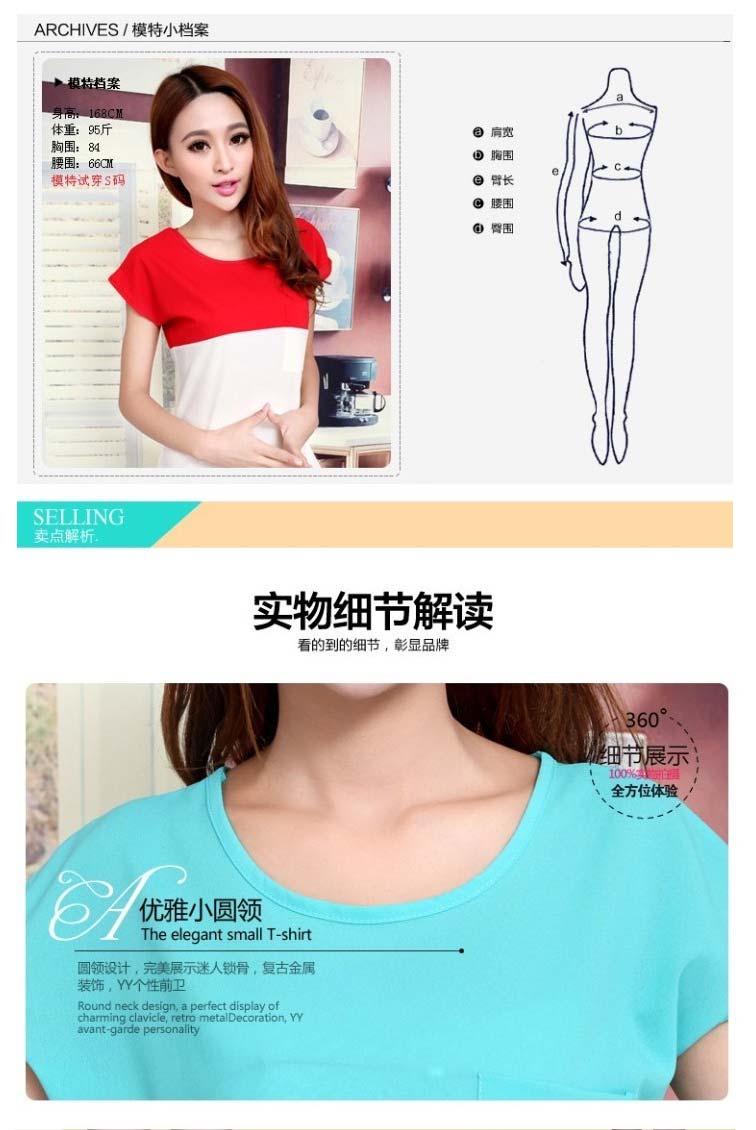 ARCHIVES / 模特小档案
▶ 模特档案
身高：168CM
体重：95斤
胸围：84
腰围：66CM
模特试穿S码
a 肩宽
b 胸围
e 臂长
c 腰围
d 臀围
a
b
c
e
d
SELLING
卖点解析.
实物细节解读
看的到的细节，彰显品牌
360°
细节展示
100%实物拍摄
全方位体验
A 优雅小圆领
The elegant small T-shirt
圆领设计，完美展示迷人锁骨，复古金属
装饰，YY个性前卫
Round neck design, a perfect display of
charming clavicle, retro metalDecoration, YY
avant-garde personality